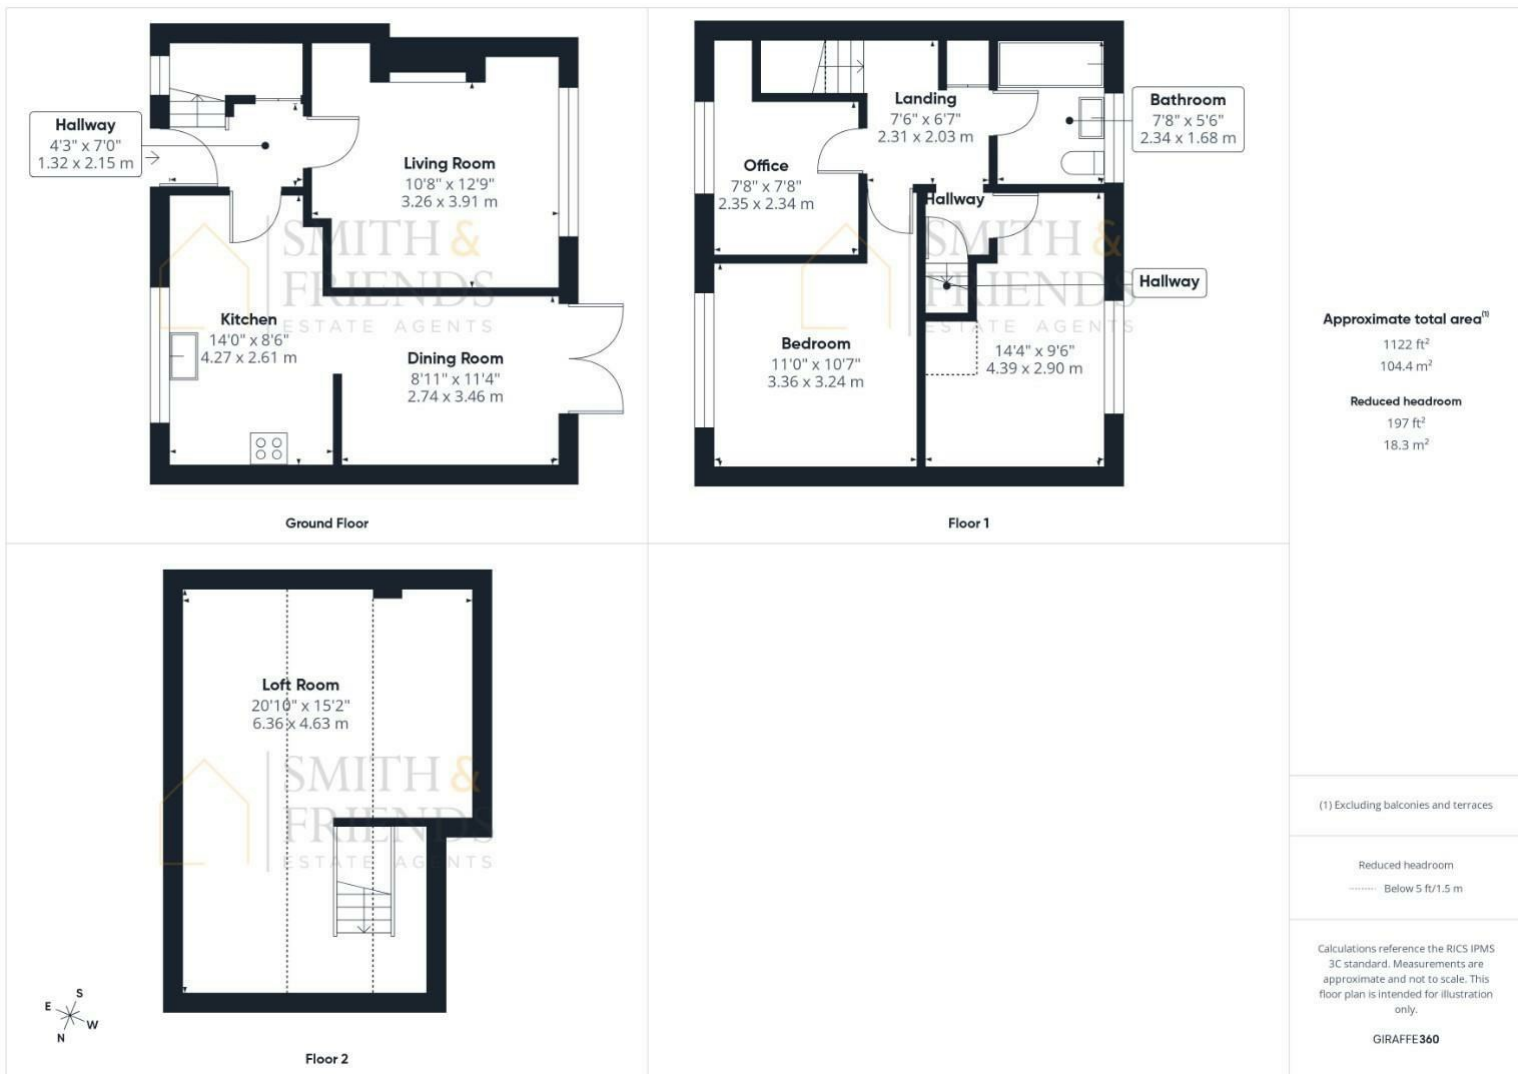 Hallway
4'3" x 7'0"
1.32 x 2.15 m
Living Room
10'8" x 12'9"
3.26 x 3.91 m
SMITH &
FRIENDS
ESTATE AGENTS
Kitchen
14'0" x 8'6"
4.27 x 2.61 m
Dining Room
8'11" x 11'4"
2.74 x 3.46 m
Ground Floor
Landing
7'6" x 6'7"
2.31 x 2.03 m
Bathroom
7'8" x 5'6"
2.34 x 1.68 m
Office
7'8" x 7'8"
2.35 x 2.34 m
Hallway
SMITH &
FRIENDS
ESTATE AGENTS
Hallway
Bedroom
11'0" x 10'7"
3.36 x 3.24 m
14'4" x 9'6"
4.39 x 2.90 m
Floor 1
Loft Room
20'10" x 15'2"
6.36 x 4.63 m
SMITH &
FRIENDS
ESTATE AGENTS
S
E
W
N
Floor 2
Approximate total area(1)
1122 ft²
104.4 m²
Reduced headroom
197 ft²
18.3 m²
(1) Excluding balconies and terraces
Reduced headroom
Below 5 ft/1.5 m
Calculations reference the RICS IPMS
3C standard. Measurements are
approximate and not to scale. This
floor plan is intended for illustration
only.
GIRAFFE360